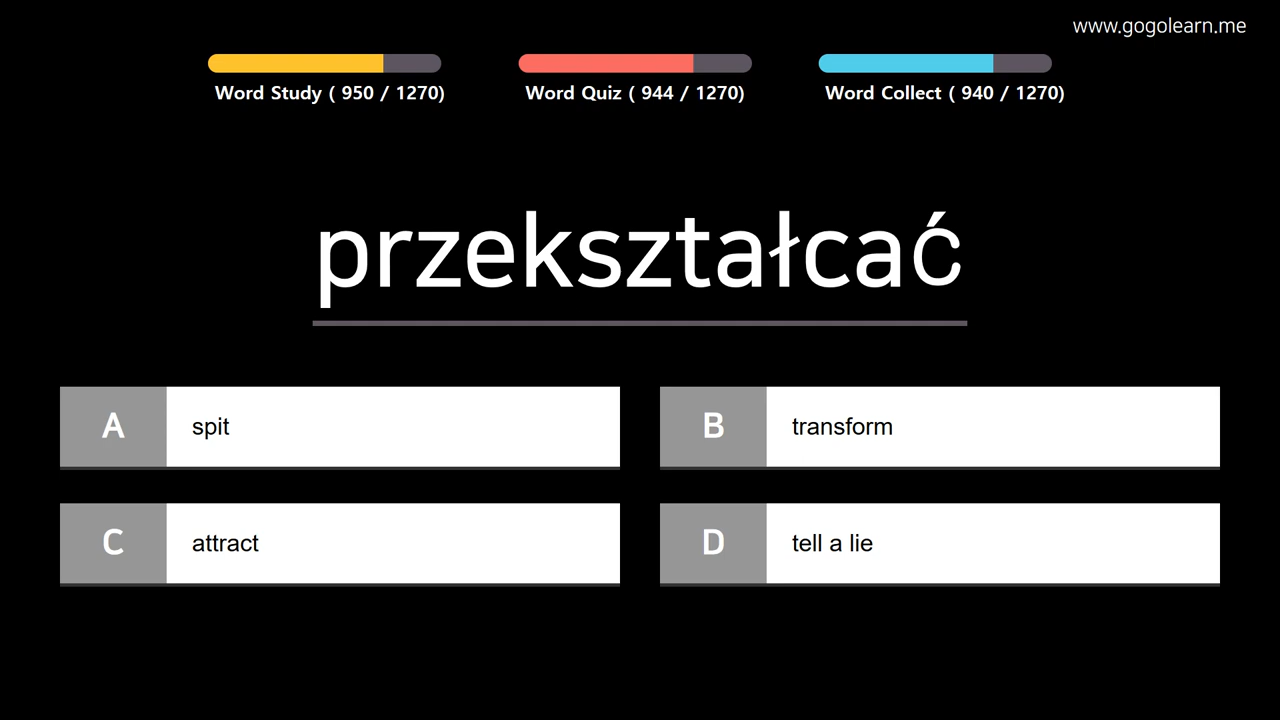 www.gogolearn.me
Word Study ( 950 / 1270)
Word Quiz ( 944 / 1270)
Word Collect ( 940 / 1270)
przekształcać
A spit
B transform
C attract
D tell a lie